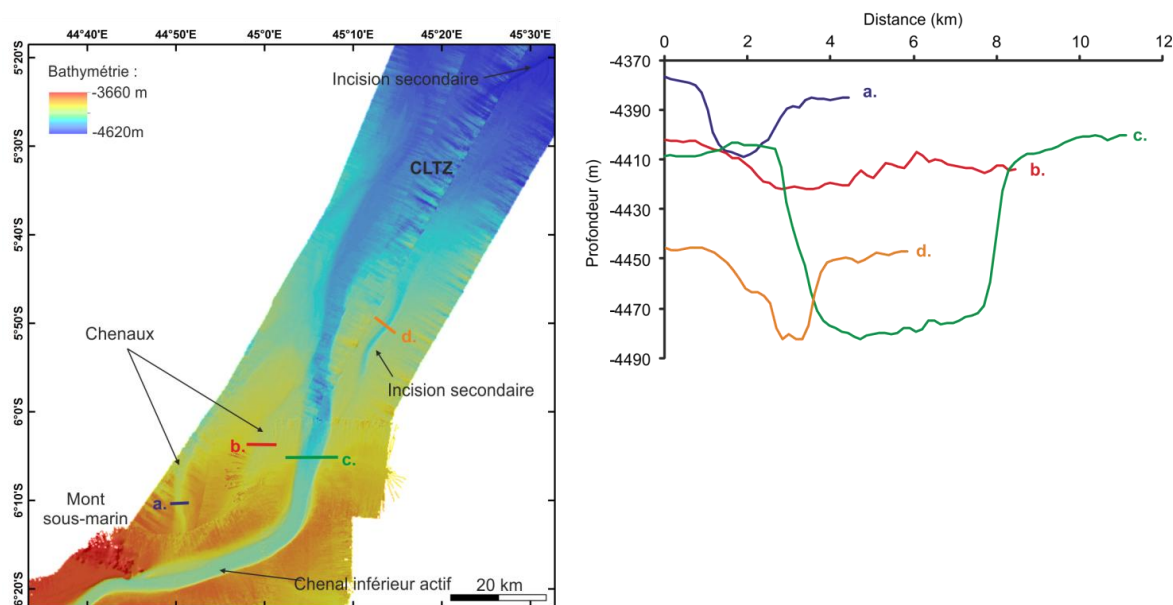 44°40'E 44°50'E 45°0'E 45°10'E 45°20'E 45°30'E
5°20'S
5°30'S
5°40'S
5°50'S
6°0'S
6°10'S
6°20'S
Bathymétrie :
-3660 m
-4620m
Incision secondaire
CLTZ
Chenaux
d.
Incision secondaire
b.
c.
a.
Mont
sous-marin
Chenal inférieur actif
20 km
Distance (km)
0 2 4 6 8 10 12
Profondeur (m)
-4370
-4390
-4410
-4430
-4450
-4470
-4490
a.
c.
b.
d.